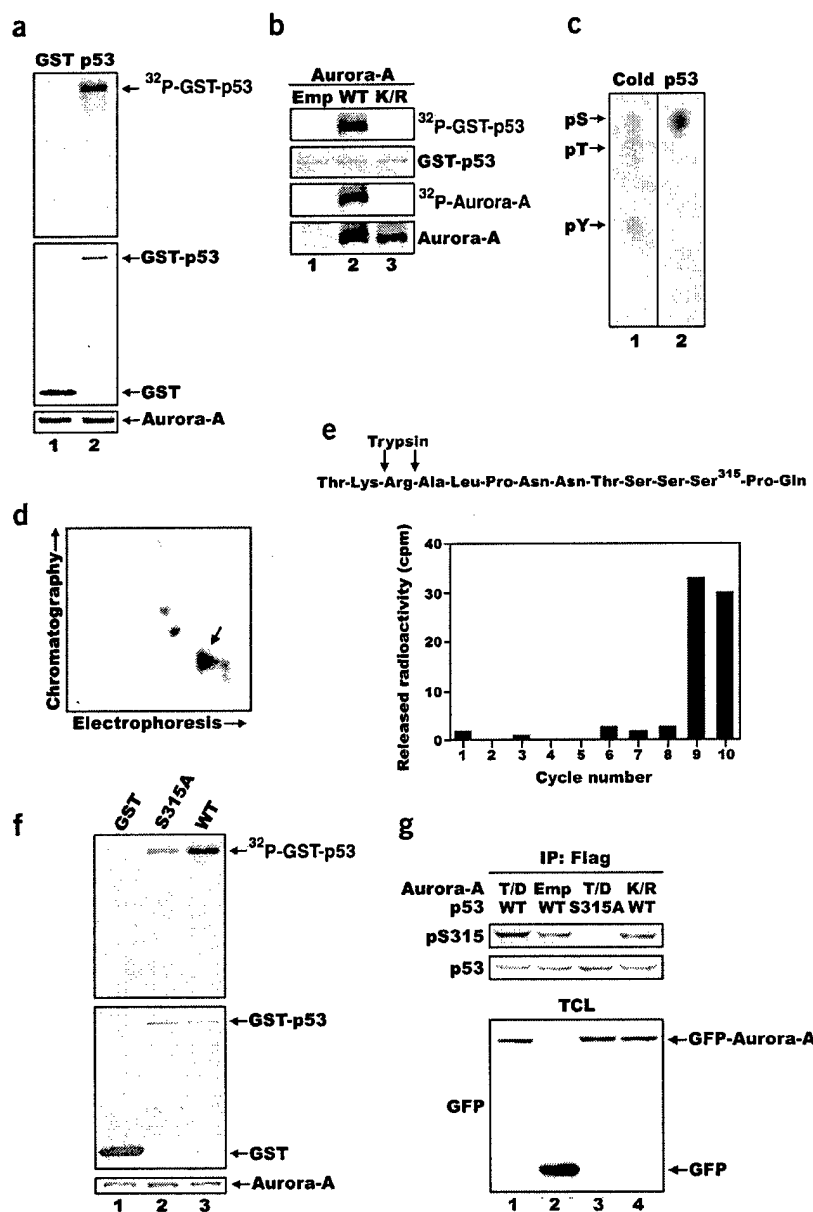 a
GST p53
³²P-GST-p53
GST-p53
GST
Aurora-A
1 2
b
Aurora-A
Emp WT K/R
³²P-GST-p53
GST-p53
³²P-Aurora-A
Aurora-A
1 2 3
c
Cold p53
pS
pT
pY
1 2
d
Chromatography
Electrophoresis
e
Trypsin
Thr-Lys-Arg-Ala-Leu-Pro-Asn-Asn-Thr-Ser-Ser-Ser³¹⁵-Pro-Gln
Released radioactivity (cpm)
40
30
20
10
0
1 2 3 4 5 6 7 8 9 10
Cycle number
f
GST S315A WT
³²P-GST-p53
GST-p53
GST
Aurora-A
1 2 3
g
IP: Flag
Aurora-A T/D Emp T/D K/R
p53 WT WT S315A WT
pS315
p53
TCL
GFP-Aurora-A
GFP
GFP
1 2 3 4